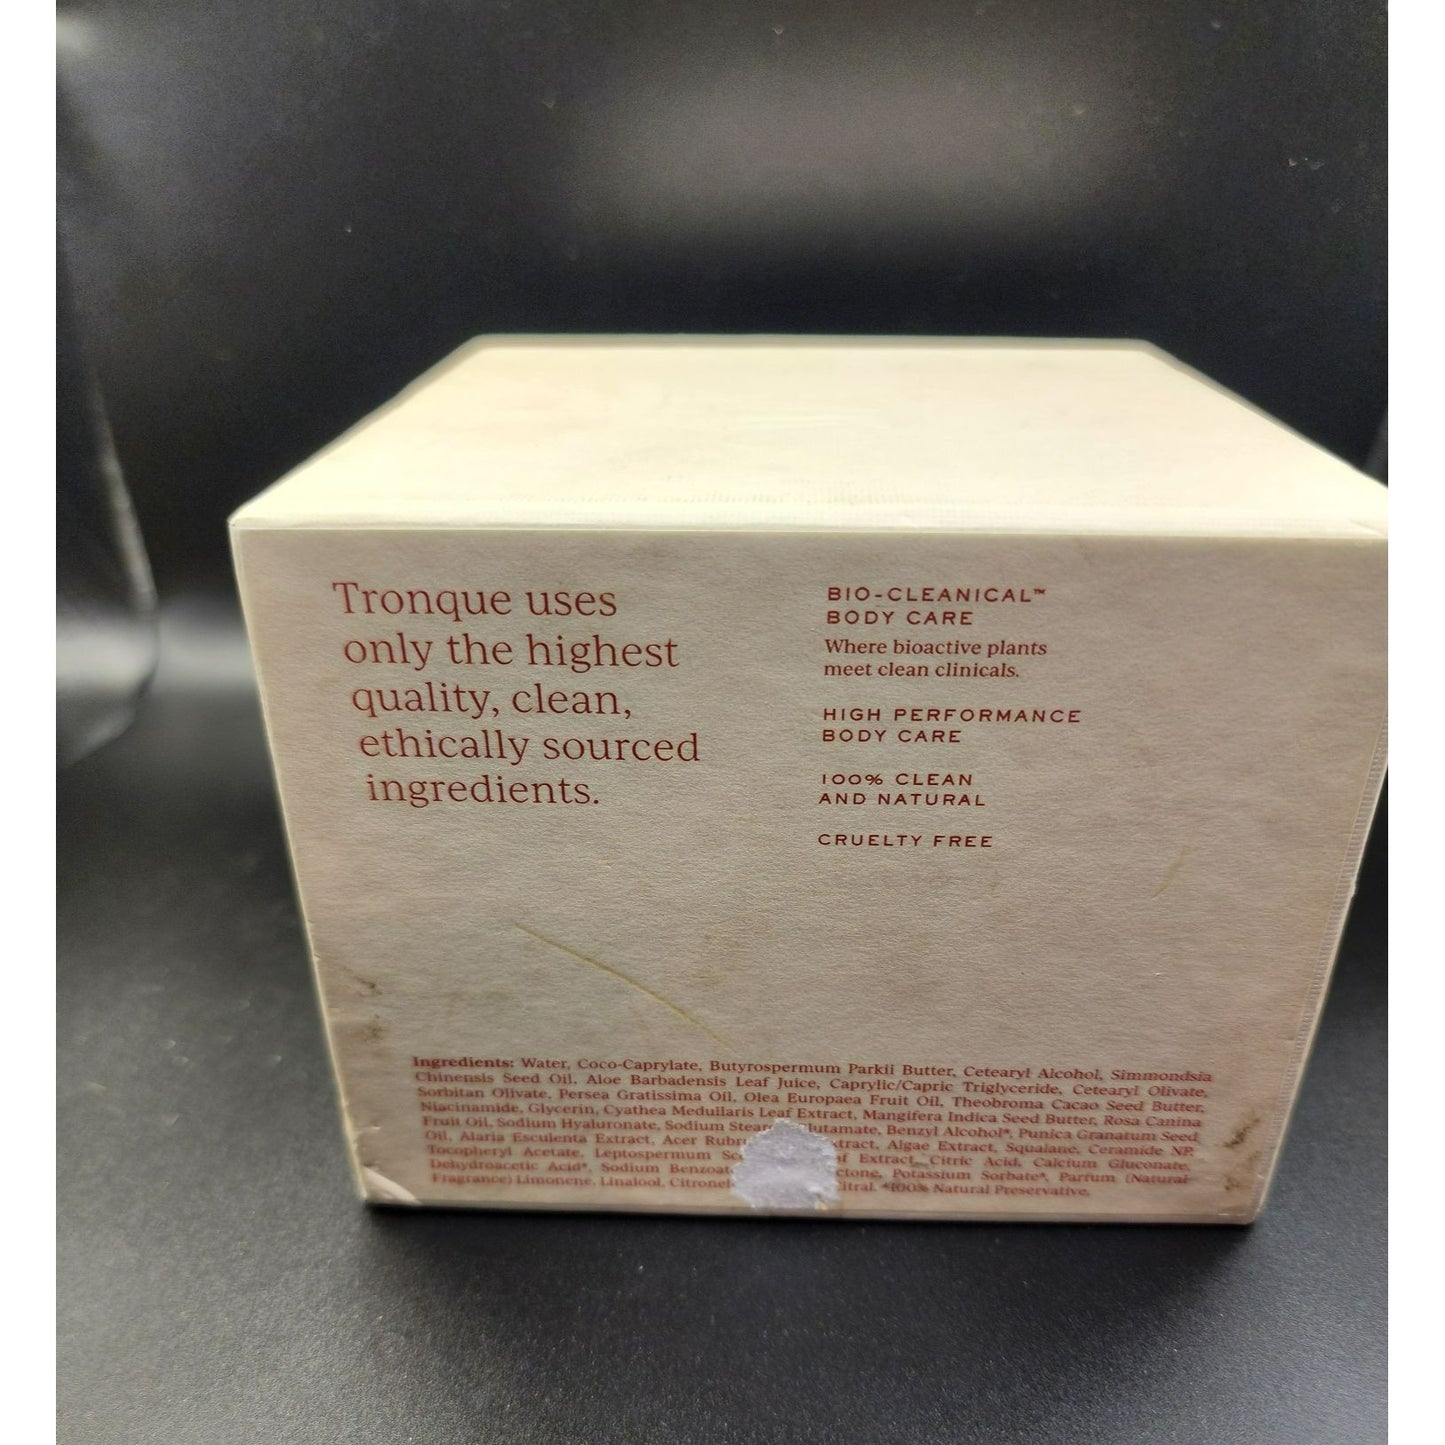 Tronque uses
only the highest
quality, clean,
ethically sourced
ingredients.
BIO-CLEANICAL™
BODY CARE
Where bioactive plants
meet clean clinicals.
HIGH PERFORMANCE
BODY CARE
100% CLEAN
AND NATURAL
CRUELTY FREE
Ingredients: Water, Coco-Caprylate, Butyrospermum Parkii Butter, Cetearyl Alcohol, Simmondsia
Chinensis Seed Oil, Aloe Barbadensis Leaf Juice, Caprylic/Capric Triglyceride, Cetearyl Olivate,
Sorbitan Olivate, Persea Gratissima Oil, Olea Europaea Fruit Oil, Theobroma Cacao Seed Butter,
Niacinamide, Glycerin, Cyathea Medullaris Leaf Extract, Mangifera Indica Seed Butter, Rosa Canina
Fruit Oil, Sodium Hyaluronate, Sodium Glutamate, Benzyl Alcohol*, Punica Granatum Seed
Oil, Alaria Esculenta Extract, Acer Extract, Algae Extract, Squalane, Ceramide NP,
Tocopheryl Acetate, Leptospermum Extract, Citric Acid, Calcium Gluconate,
Dehydroacetic Acid*, Sodium Potassium Sorbate*, Parfum (Natural
Fragrance) Limonene, Linalool, Citral. *100% Natural Preservative.